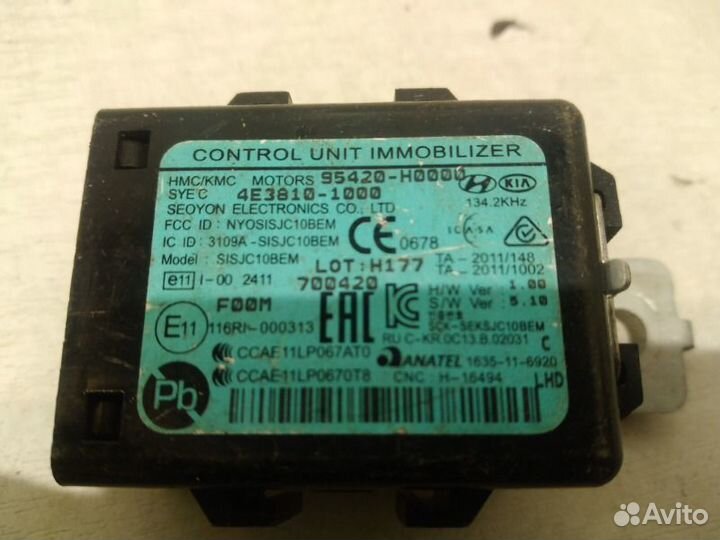 CONTROL UNIT IMMOBILIZER
HMC/KMC MOTORS 95420-H0000
SYE'C 4E3810-1000
SEOYON ELECTRONICS CO., LTD
KIA
134.2KHz
FCC ID : NYOSISJC10BEM
IC ID : 3109A-SISJC10BEM
CE 0678
ICASA
Model : SISJC10BEM
LOT:H177
TA-2011/148
TA-2011/1002
e11 I-00 2411
700420
H/W Ver : 1.00
S/W Ver : 5.10
F00M
E11 116RI-000313
EAC
SCK-SEKSJC10BEM
RU C-KR.0C13.B.02031 C
CCAE11LP067AT0
ANATEL 1635-11-6920
CCAE11LP0670T8
CNC : H-16494 LHD
Pb
Avito